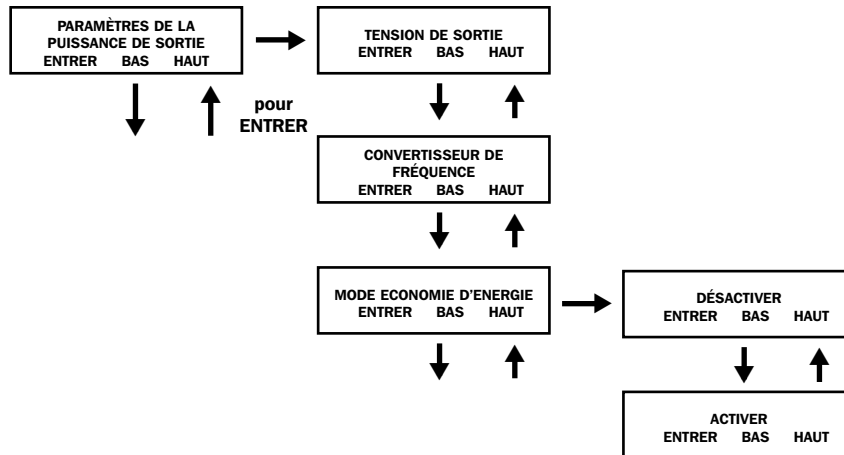 PARAMÈTRES DE LA
PUISSANCE DE SORTIE
ENTRER BAS HAUT
TENSION DE SORTIE
ENTRER BAS HAUT
pour
ENTRER
CONVERTISSEUR DE
FRÉQUENCE
ENTRER BAS HAUT
MODE ECONOMIE D'ENERGIE
ENTRER BAS HAUT
DÉSACTIVER
ENTRER BAS HAUT
ACTIVER
ENTRER BAS HAUT